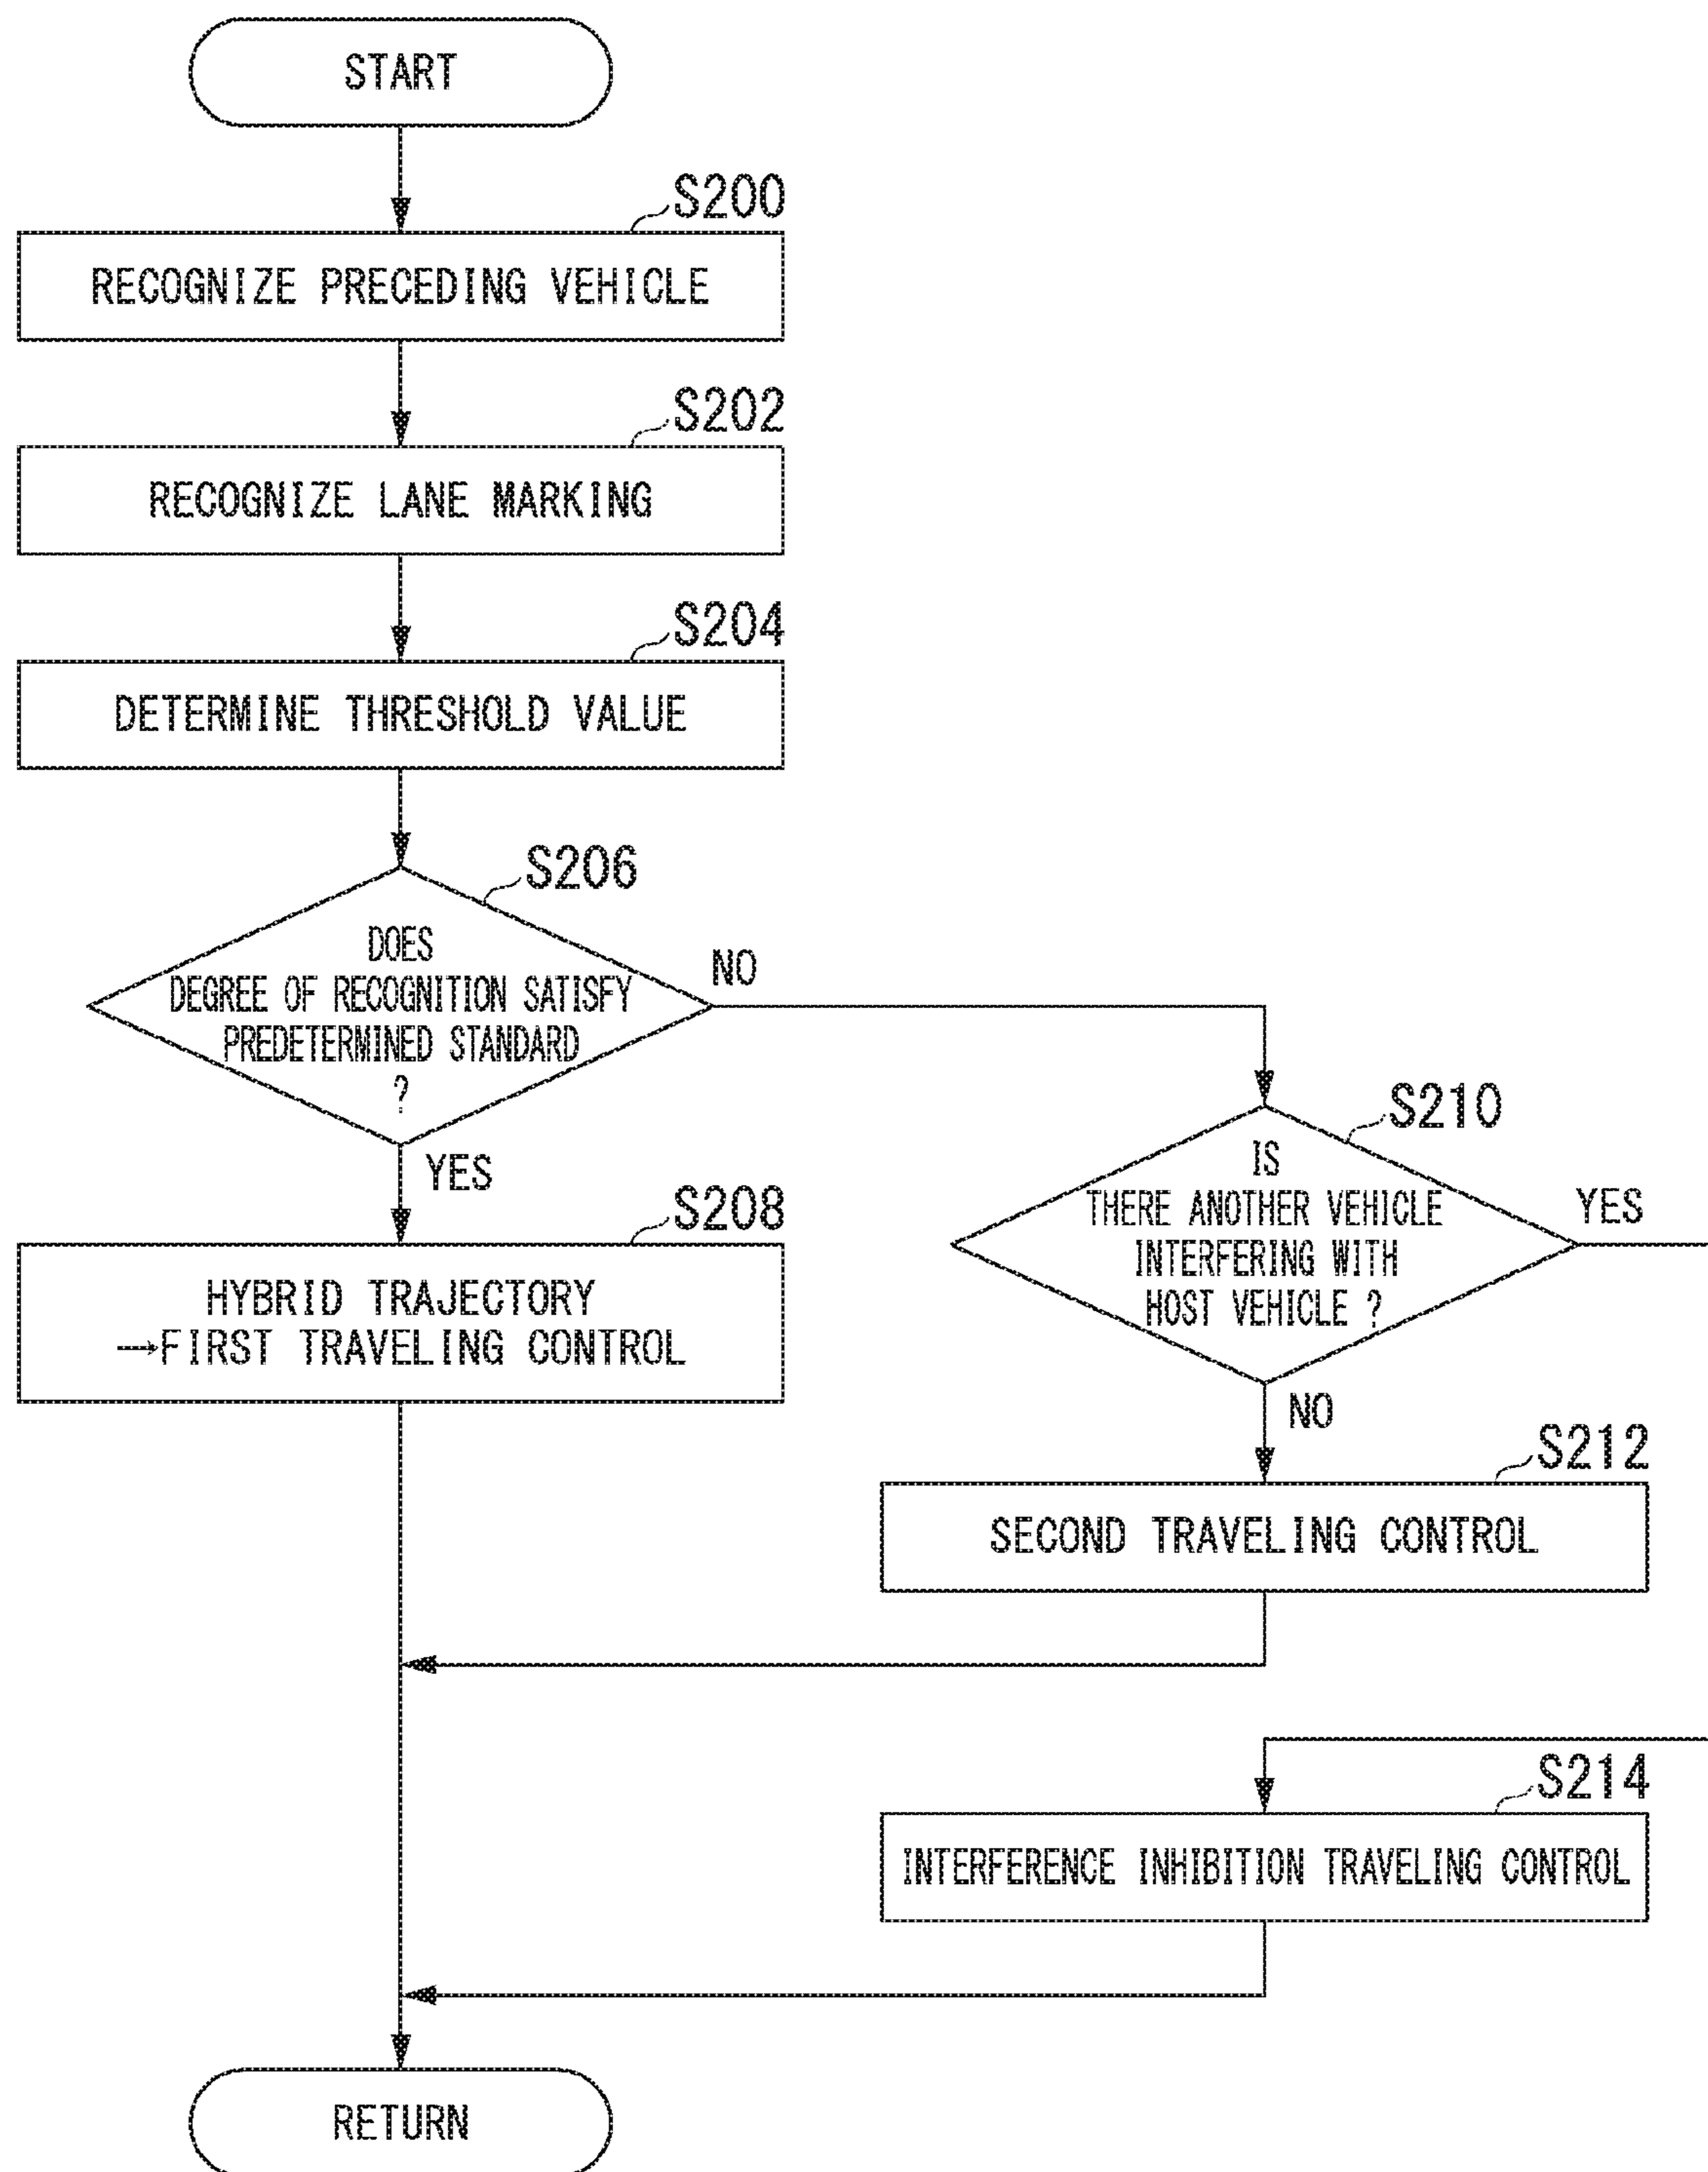 START
S200
RECOGNIZE PRECEDING VEHICLE
S202
RECOGNIZE LANE MARKING
S204
DETERMINE THRESHOLD VALUE
S206
DOES
DEGREE OF RECOGNITION SATISFY
PREDETERMINED STANDARD
?
NO
YES
S208
HYBRID TRAJECTORY
→FIRST TRAVELING CONTROL
S210
IS
THERE ANOTHER VEHICLE
INTERFERING WITH
HOST VEHICLE ?
YES
NO
S212
SECOND TRAVELING CONTROL
S214
INTERFERENCE INHIBITION TRAVELING CONTROL
RETURN